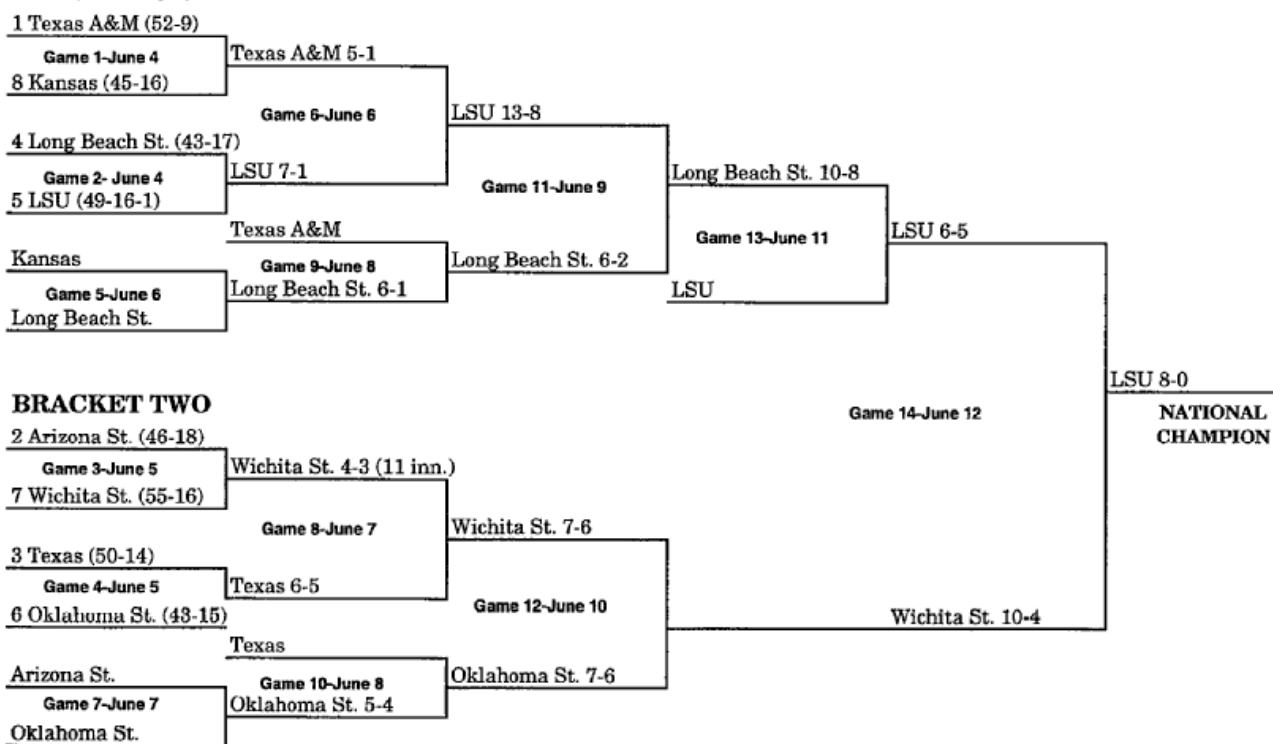 1 Texas A&M (52-9)
Game 1-June 4
8 Kansas (45-16)
Texas A&M 5-1
Game 6-June 6
4 Long Beach St. (43-17)
Game 2- June 4
5 LSU (49-16-1)
LSU 7-1
LSU 13-8
Game 11-June 9
Texas A&M
Game 9-June 8
Kansas
Game 5-June 6
Long Beach St.
Long Beach St. 6-1
Long Beach St. 6-2
Long Beach St. 10-8
Game 13-June 11
LSU
LSU 6-5
BRACKET TWO
2 Arizona St. (46-18)
Game 3-June 5
7 Wichita St. (55-16)
Wichita St. 4-3 (11 inn.)
Game 8-June 7
3 Texas (50-14)
Game 4-June 5
6 Oklahoma St. (43-15)
Texas 6-5
Wichita St. 7-6
Game 12-June 10
Texas
Game 10-June 8
Arizona St.
Game 7-June 7
Oklahoma St.
Oklahoma St. 5-4
Oklahoma St. 7-6
Wichita St. 10-4
Game 14-June 12
LSU 8-0
NATIONAL
CHAMPION